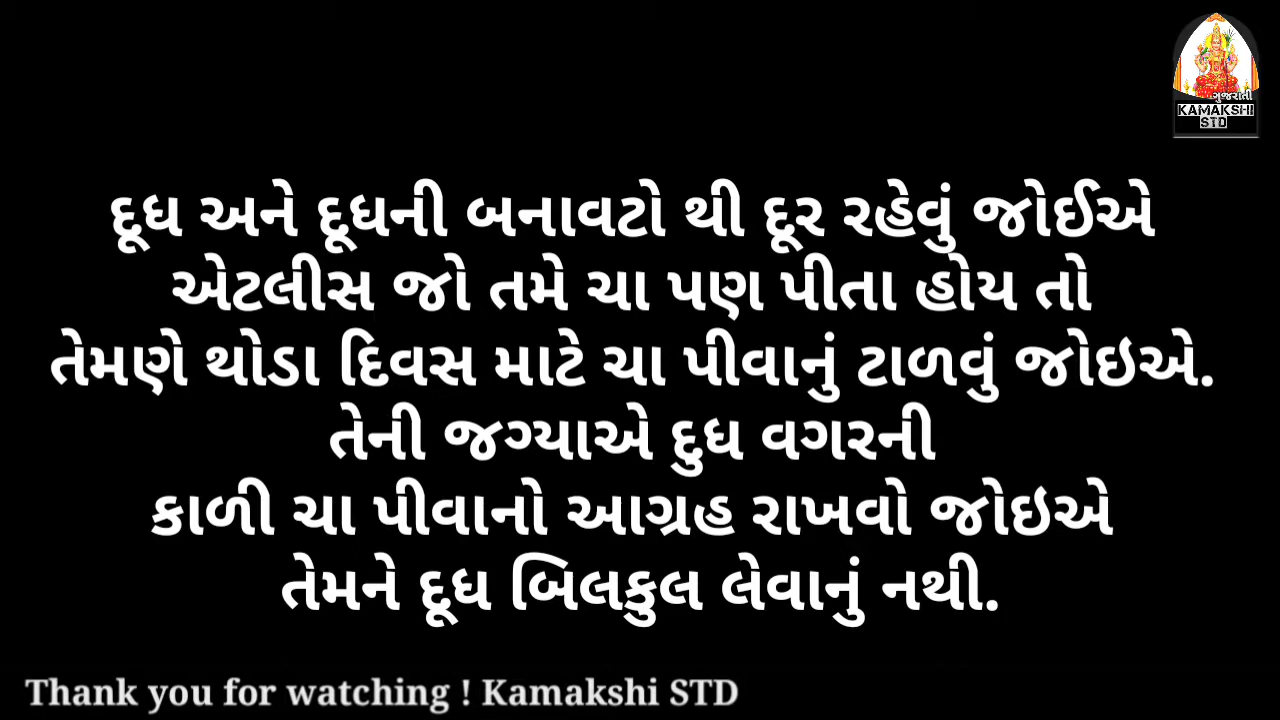 ગુજરાતી
KAMAKSHI
STD
દૂધ અને દૂધની બનાવટો થી દૂર રહેવું જોઈએ
એટલીસ જો તમે ચા પણ પીતા હોય તો
તેમણે થોડા દિવસ માટે ચા પીવાનું ટાળવું જોઇએ.
તેની જગ્યાએ દુધ વગરની
કાળી ચા પીવાનો આગ્રહ રાખવો જોઇએ
તેમને દૂધ બિલકુલ લેવાનું નથી.
Thank you for watching ! Kamakshi STD